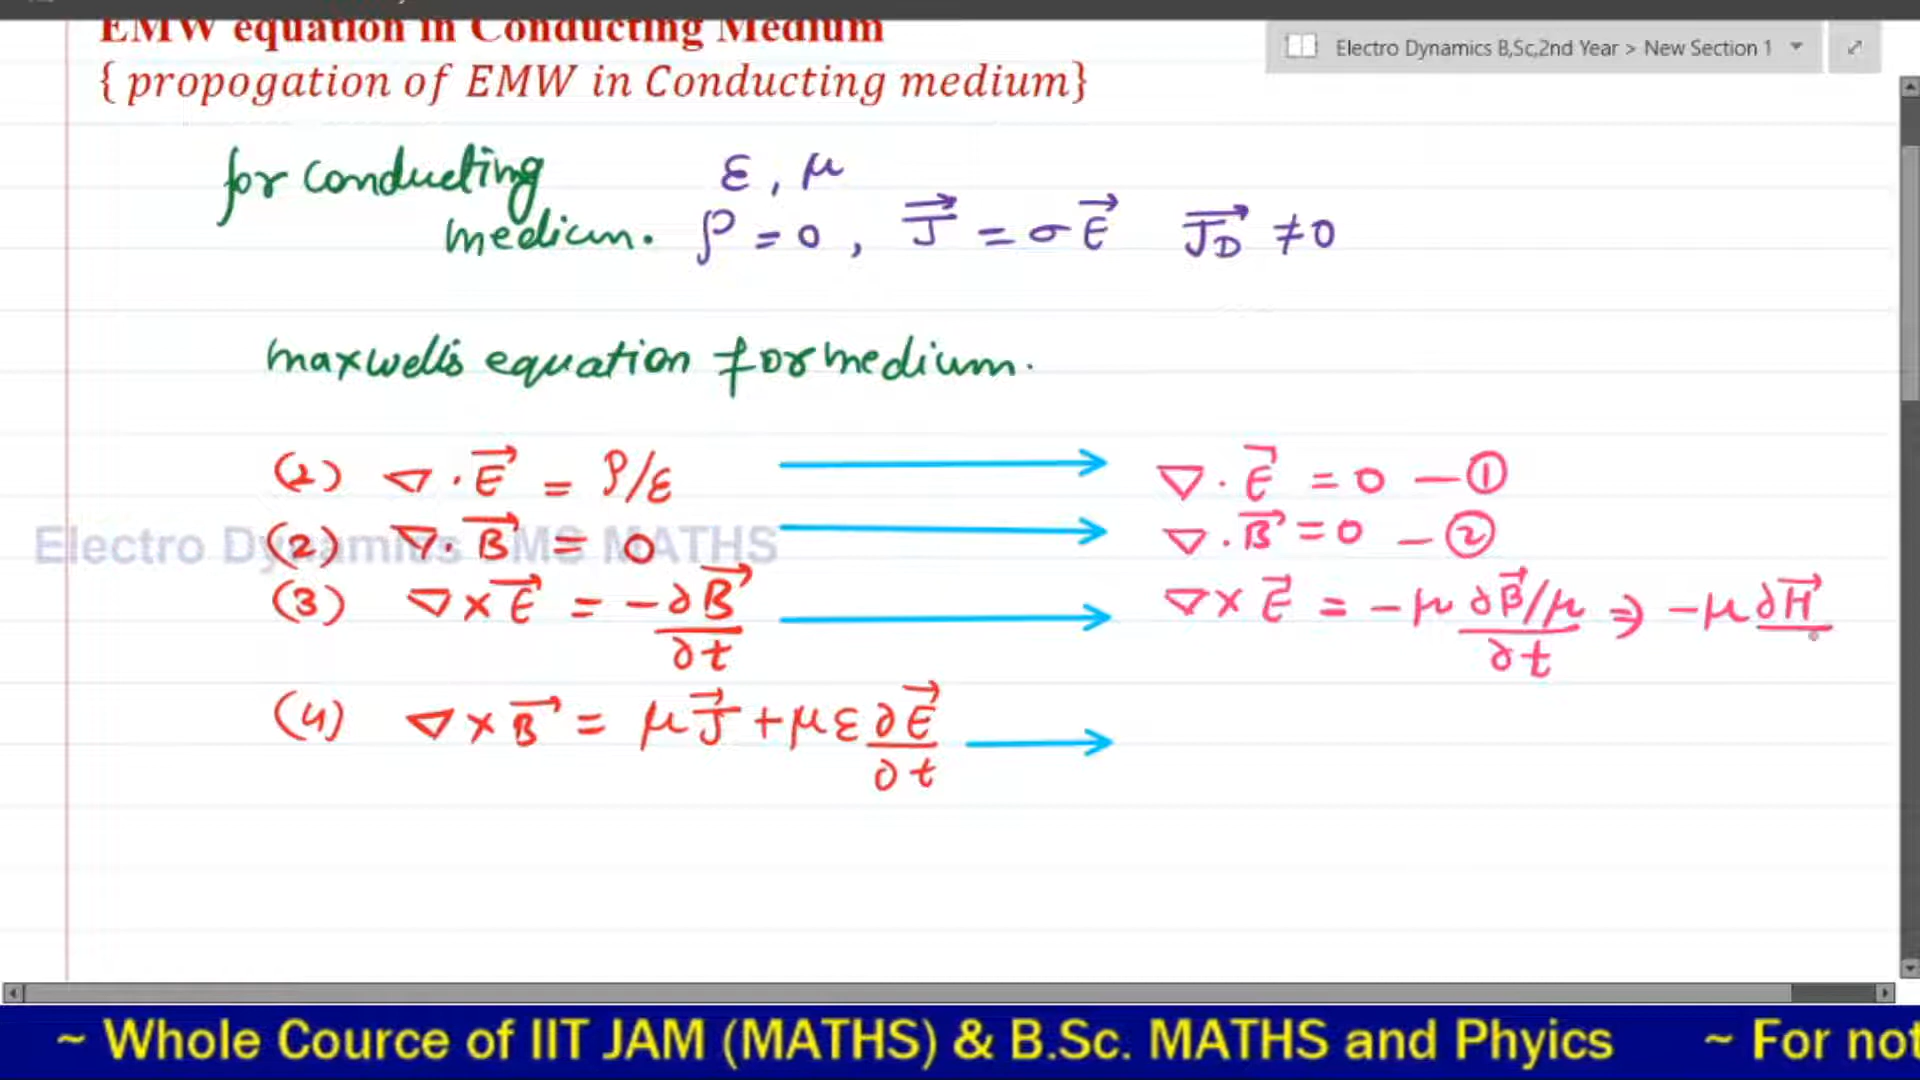 EMW equation in Conducting Medium
{ propogation of EMW in Conducting medium}
Electro Dynamics B,Sc,2nd Year > New Section 1
for conducting medium.
ε, μ
ρ = 0, J⃗ = σE⃗ J⃗D ≠ 0
maxwell's equation for medium.
(1) ∇·E⃗ = ρ/ε → ∇·E⃗ = 0 — ①
(2) ∇·B⃗ = 0 → ∇·B⃗ = 0 — ②
Electro Dynamics MS MATHS
(3) ∇×E⃗ = -∂B⃗/∂t → ∇×E⃗ = -μ ∂B⃗/μ / ∂t ⇒ -μ ∂H⃗
(4) ∇×B⃗ = μJ⃗ + με ∂E⃗/∂t →
~ Whole Cource of IIT JAM (MATHS) & B.Sc. MATHS and Phyics ~ For not